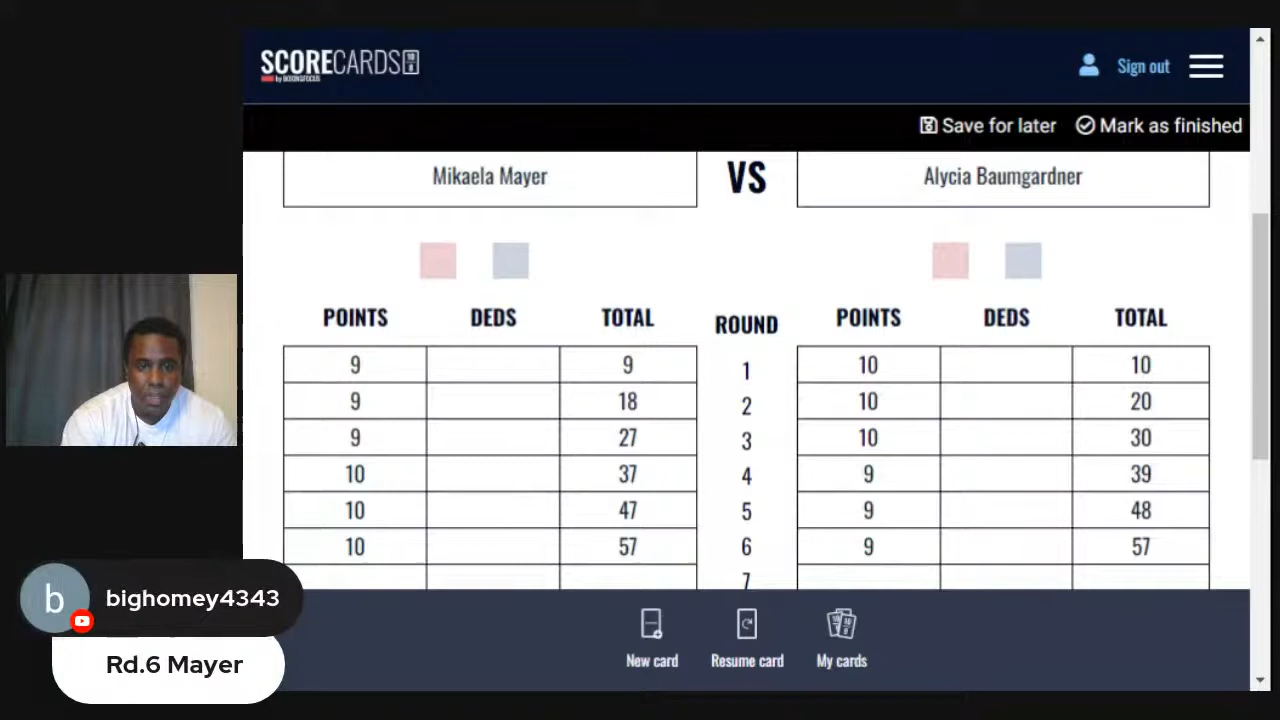 SCORECARDS
by BOXINGFOCUS
Sign out
Save for later
Mark as finished
Mikaela Mayer
VS
Alycia Baumgardner
POINTS DEDS TOTAL ROUND POINTS DEDS TOTAL
9 9 1 10 10
9 18 2 10 20
9 27 3 10 30
10 37 4 9 39
10 47 5 9 48
10 57 6 9 57
7
b
bighomey4343
Rd.6 Mayer
New card
Resume card
My cards